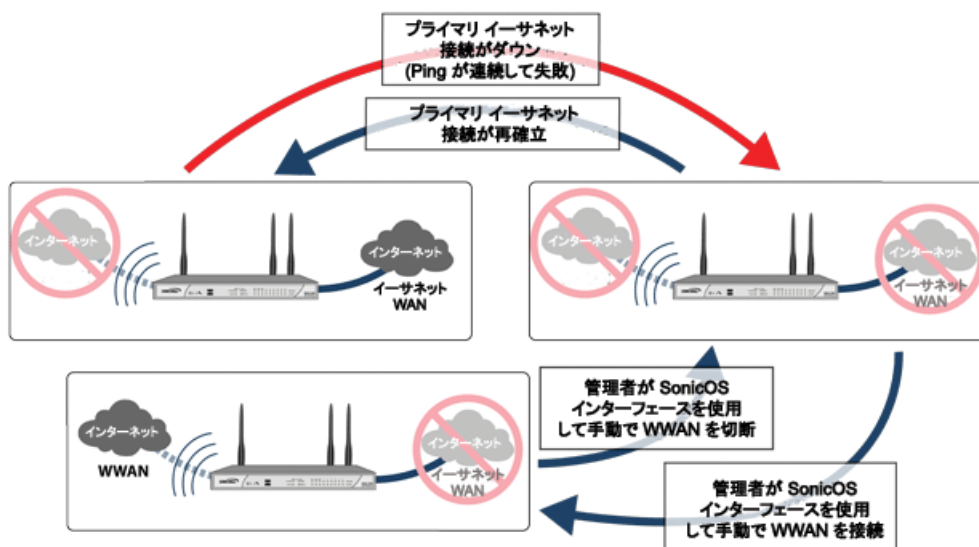 プライマリ イーサネット
接続がダウン
(Ping が連続して失敗)
プライマリ イーサネット
接続が再確立
インターネット
インターネット
イーサネット
WAN
インターネット
インターネット
イーサネット
WAN
インターネット
WWAN
インターネット
イーサネット
WAN
管理者が SonicOS
インターフェースを使用
して手動で WWAN を切断
管理者が SonicOS
インターフェースを使用
して手動で WWAN を接続